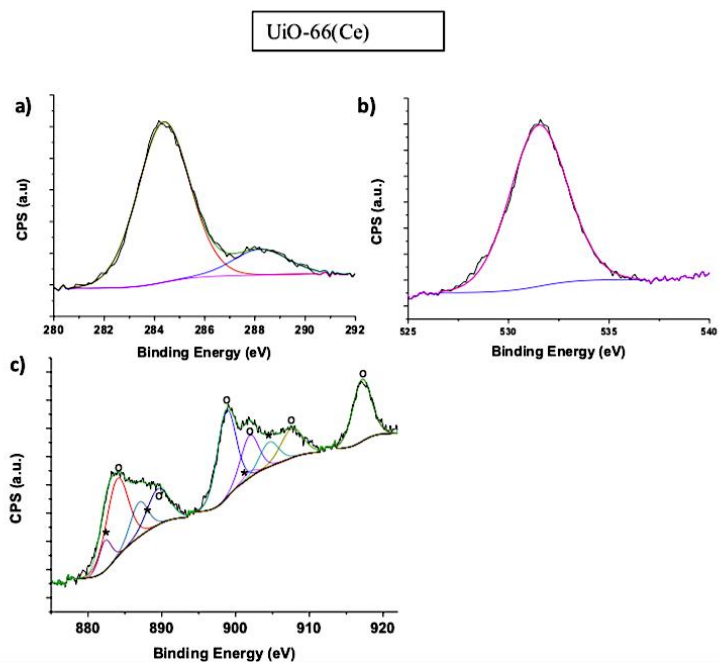 UiO-66(Ce)
a)
CPS (a.u)
280 282 284 286 288 290 292
Binding Energy (eV)
b)
CPS (a.u.)
525 530 535 540
Binding Energy (eV)
c)
CPS (a.u.)
o
*
*
o
o
*
o
*
o
o
880 890 900 910 920
Binding Energy (eV)